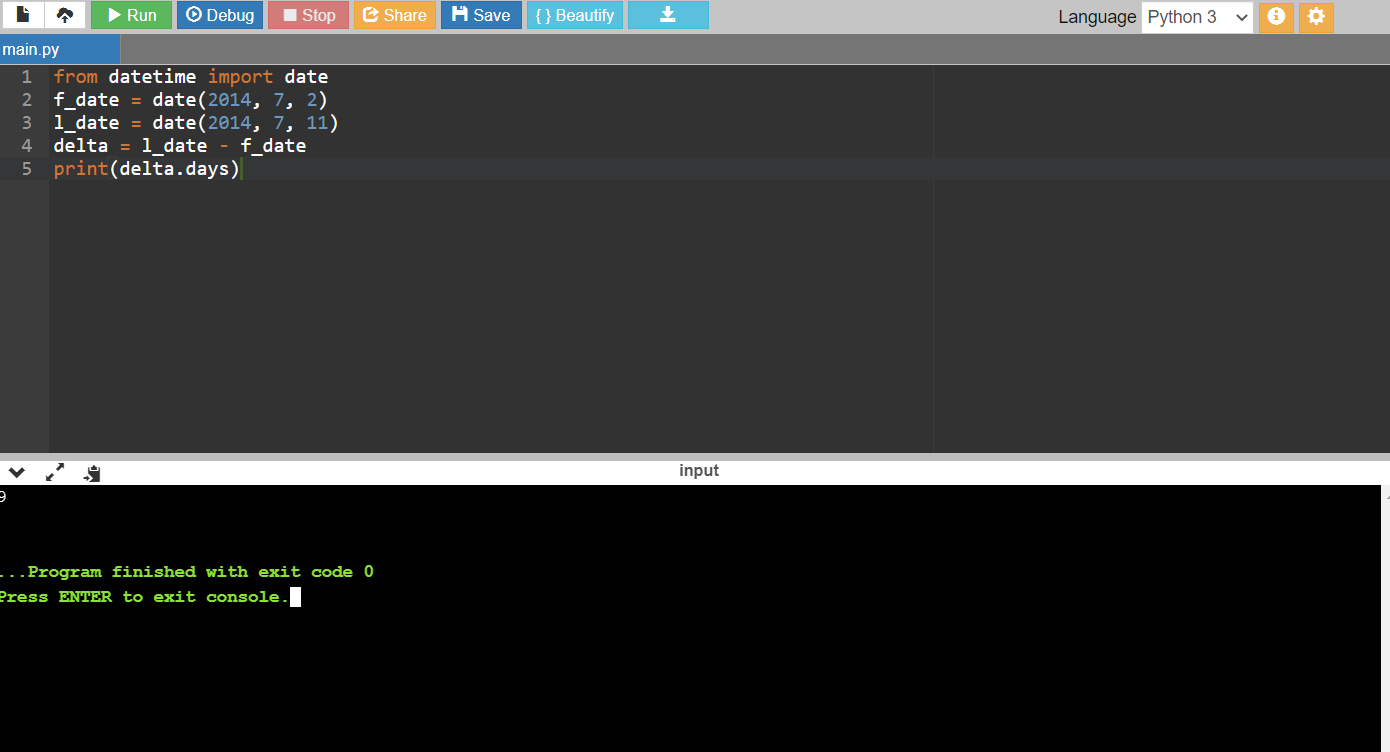 Run Debug Stop Share Save { } Beautify Language Python 3
main.py
1 from datetime import date
2 f_date = date(2014, 7, 2)
3 l_date = date(2014, 7, 11)
4 delta = l_date - f_date
5 print(delta.days)
input
9
...Program finished with exit code 0
Press ENTER to exit console.